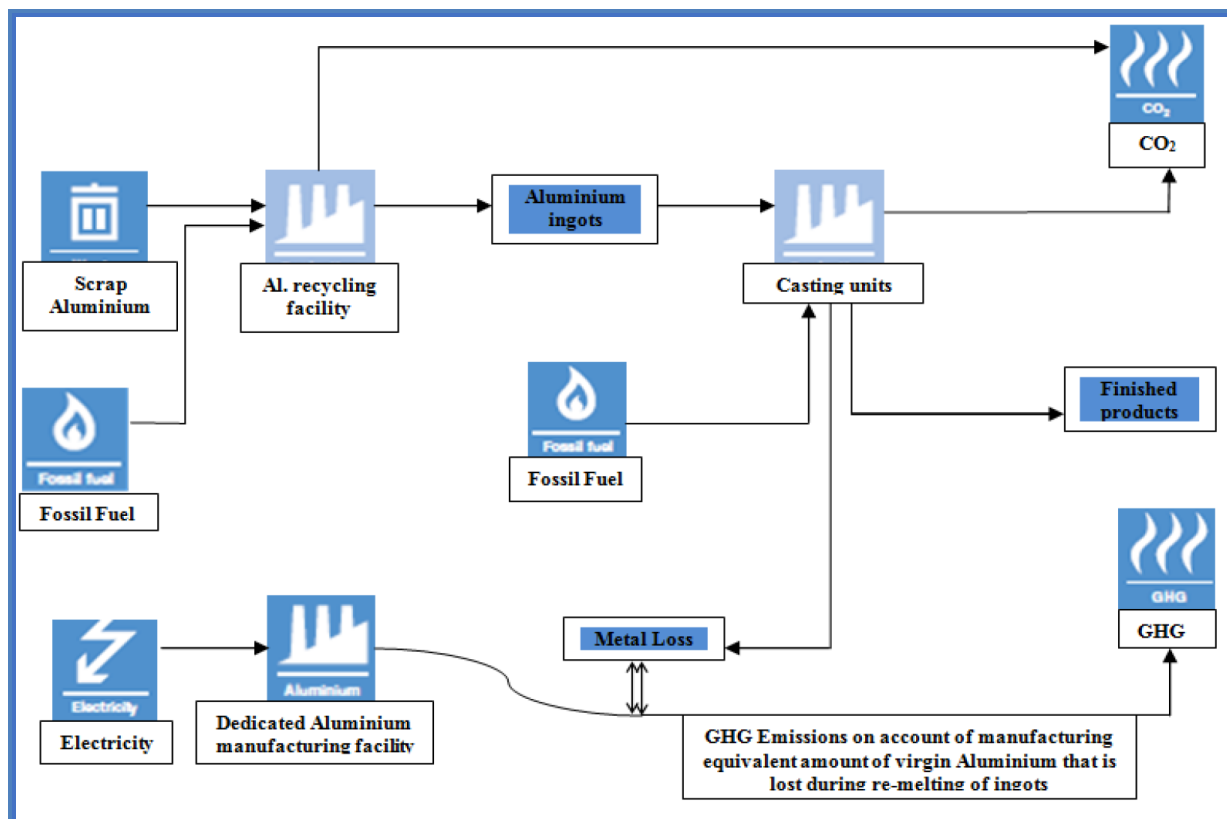 CO₂
CO₂
Aluminium
ingots
Scrap
Aluminium
Al. recycling
facility
Casting units
Fossil fuel
Fossil Fuel
Fossil fuel
Fossil Fuel
Finished
products
GHG
GHG
Metal Loss
Electricity
Electricity
Aluminium
Dedicated Aluminium
manufacturing facility
GHG Emissions on account of manufacturing
equivalent amount of virgin Aluminium that is
lost during re-melting of ingots